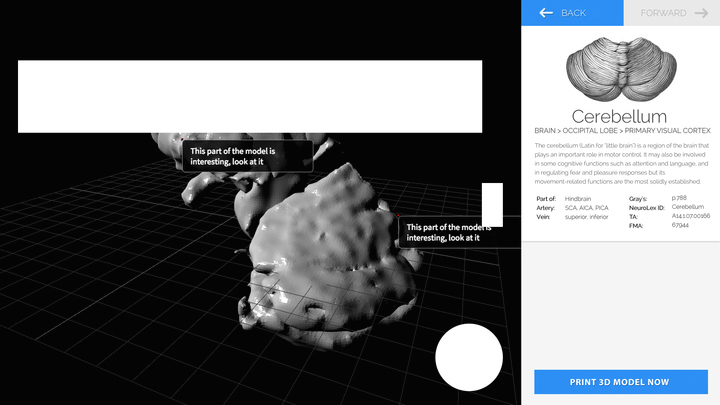 BACK
FORWARD
Cerebellum
BRAIN > OCCIPITAL LOBE > PRIMARY VISUAL CORTEX
The cerebellum (Latin for 'little brain') is a region of the brain that
plays an important role in motor control. It may also be involved
in some cognitive functions such as attention and language, and
in regulating fear and pleasure responses but its
movement-related functions are the most solidly established.
Part of: Hindbrain
Artery: SCA, AICA, PICA
Vein: superior, inferior
Gray's: p.788
NeuroLex ID: Cerebellum
TA: A14.1.07.00166
FMA: 67944
This part of the model is
interesting, look at it
This part of the model is
interesting, look at it
PRINT 3D MODEL NOW